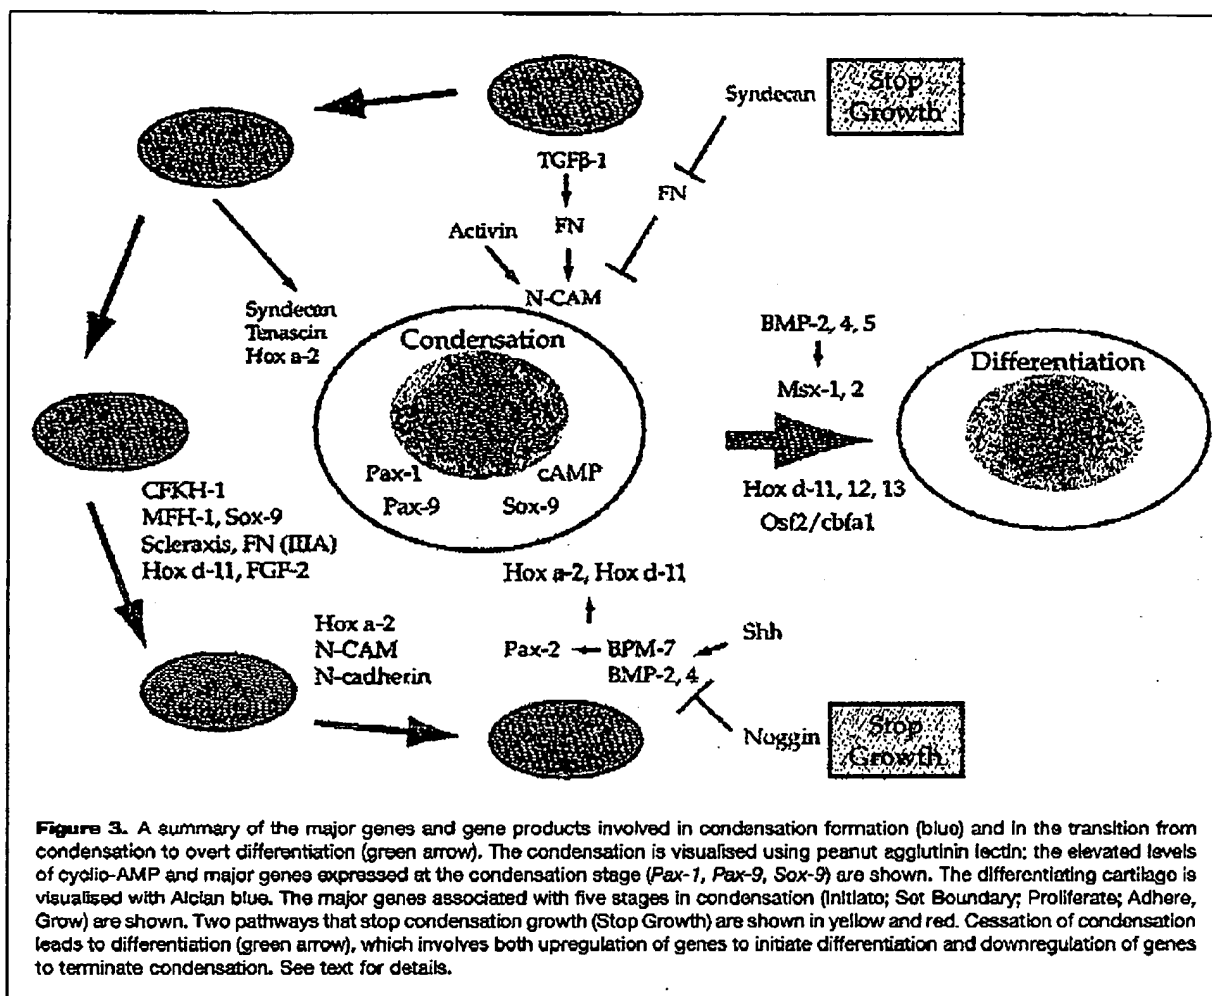 Syndecan
Stop
Growth
TGFβ-1
FN
FN
Activin
N-CAM
Syndecan
Tenascin
Hox a-2
Condensation
Pax-1
cAMP
Pax-9
Sox-9
BMP-2, 4, 5
Msx-1, 2
Differentiation
Hox d-11, 12, 13
Osf2/cbfa1
CFKH-1
MFH-1, Sox-9
Scleraxis, FN (IIIA)
Hox d-11, FGF-2
Hox a-2, Hox d-11
Hox a-2
N-CAM
N-cadherin
Pax-2
BPM-7
BMP-2, 4
Shh
Noggin
Stop
Growth
Figure 3. A summary of the major genes and gene products involved in condensation formation (blue) and in the transition from
condensation to overt differentiation (green arrow). The condensation is visualised using peanut agglutinin lectin; the elevated levels
of cyclic-AMP and major genes expressed at the condensation stage (Pax-1, Pax-9, Sox-9) are shown. The differentiating cartilage is
visualised with Alcian blue. The major genes associated with five stages in condensation (Initiate; Set Boundary; Proliferate; Adhere,
Grow) are shown. Two pathways that stop condensation growth (Stop Growth) are shown in yellow and red. Cessation of condensation
leads to differentiation (green arrow), which involves both upregulation of genes to initiate differentiation and downregulation of genes
to terminate condensation. See text for details.